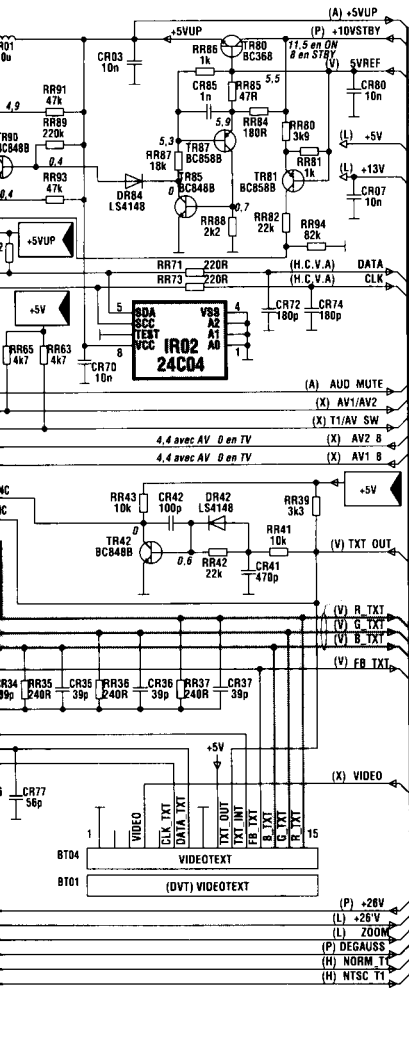 (A) +5VUP
+5VUP
RR86
1k
TR80
BC368
(P) +10VSTBY
11,5 en ON
8 en STBY
R01
0u
CR03
10n
(V) 5VREF
5,5
CR85
1n
RR85
47R
CR80
10n
RR91
47k
4,9
5,9
RR84
180R
RR89
220k
RR80
3k9
(L) +5V
TR90
BC848B
5,3
TR87
BC858B
0,4
RR87
18k
RR81
1k
(L) +13V
RR93
47k
0
TR85
BC848B
TR81
BC858B
CR07
10n
0,4
DR84
LS4148
0,7
RR88
2k2
RR82
22k
RR94
82k
+5VUP
RR71
220R
(H.C.V.A) DATA
RR73
220R
(H.C.V.A) CLK
+5V
5
SDA
VSS
4
SCC
A2
TEST
A1
8
VCC
A0
1
IR02
24C04
CR72
180p
CR74
180p
RR65
4k7
RR63
4k7
CR70
10n
(A) AUD MUTE
(X) AV1/AV2
(X) T1/AV SW
4,4 avec AV 0 en TV
(X) AV2 8
4,4 avec AV 0 en TV
(X) AV1 8
+5V
RR43
10k
CR42
100p
DR42
LS4148
RR39
3k3
0
RR41
10k
TR42
BC848B
0,6
RR42
22k
CR41
470p
(V) TXT OUT
(V) R_TXT
(V) G_TXT
(V) B_TXT
(V) FB TXT
CR34
39p
RR35
240R
CR35
39p
RR36
240R
CR36
39p
RR37
240R
CR37
39p
+5V
(X) VIDEO
CR77
56p
1
VIDEO
CLK_TXT
DATA_TXT
TXT_OUT
TXT_INT
FB_TXT
B_TXT
G_TXT
R_TXT
15
BT04
VIDEOTEXT
BT01
(DVT) VIDEOTEXT
(P) +26V
(L) +26'V
(L) ZOOM
(P) DEGAUSS
(H) NORM_T1
(H) NTSC T1